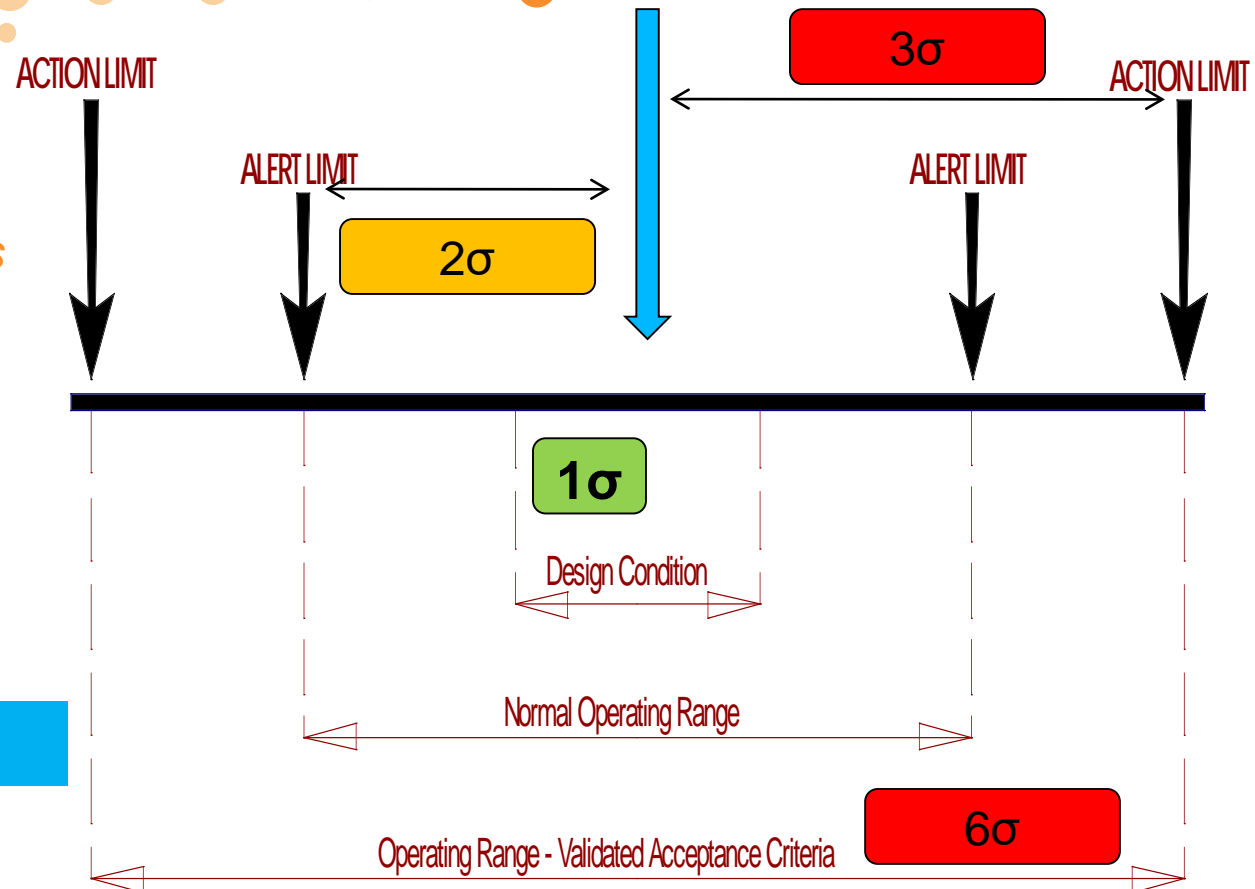 3σ
ACTION LIMIT
ACTION LIMIT
ALERT LIMIT
ALERT LIMIT
s
2σ
1σ
Design Condition
Normal Operating Range
6σ
Operating Range - Validated Acceptance Criteria